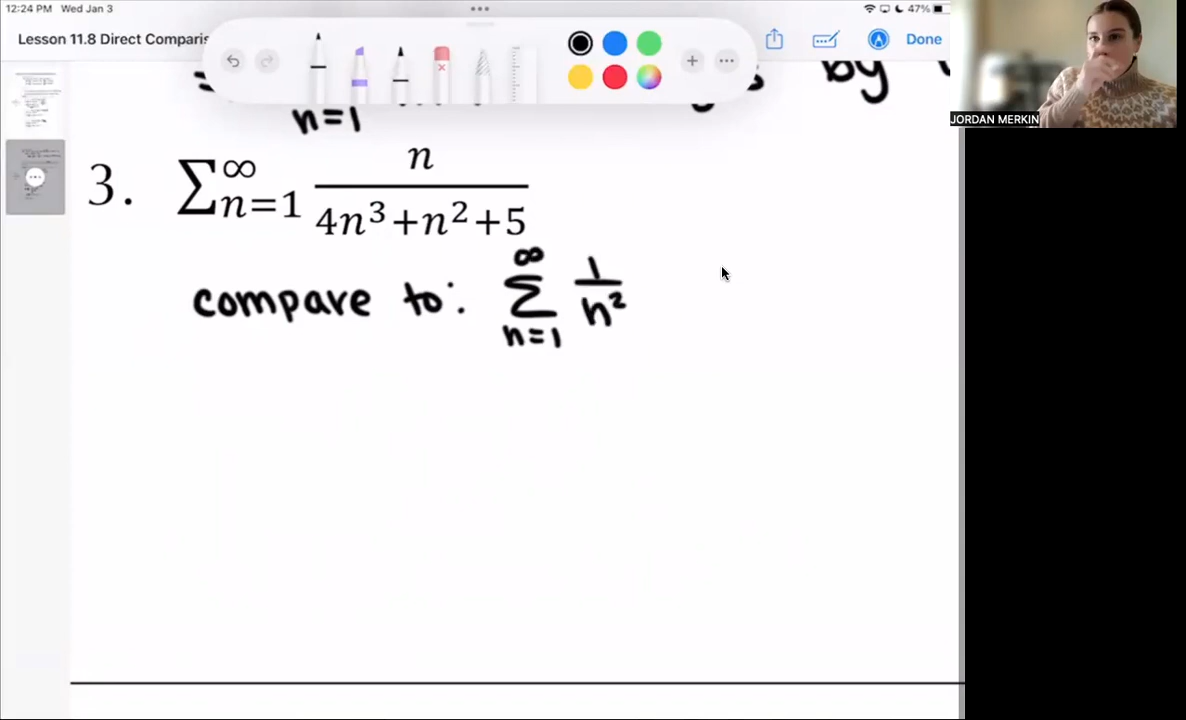 12:24 PM Wed Jan 3
47%
Lesson 11.8 Direct Comparis
Done
by
n=1
JORDAN MERKIN
3. ∑∞n=1 n/4n³+n²+5
compare to: ∞∑n=1 1/n²